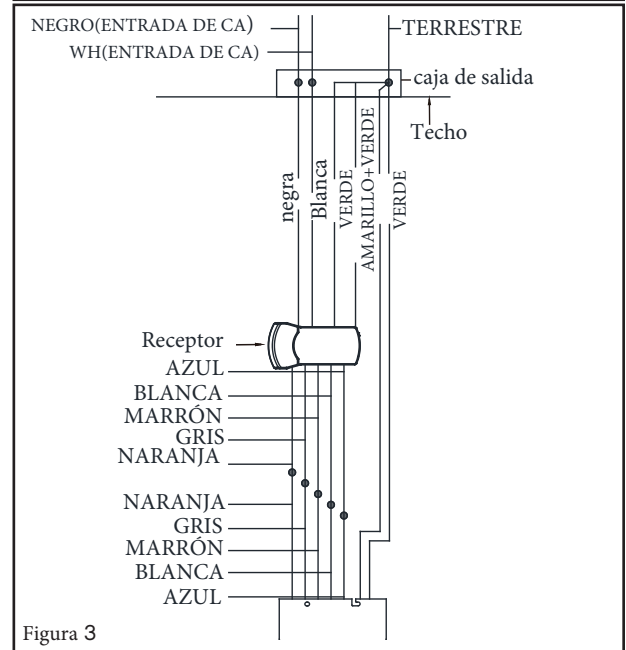 NEGRO(ENTRADA DE CA)
TERRESTRE
WH(ENTRADA DE CA)
caja de salida
Techo
negra
Blanca
VERDE
AMARILLO+VERDE
VERDE
Receptor
AZUL
BLANCA
MARRÓN
GRIS
NARANJA
NARANJA
GRIS
MARRÓN
BLANCA
AZUL
Figura 3